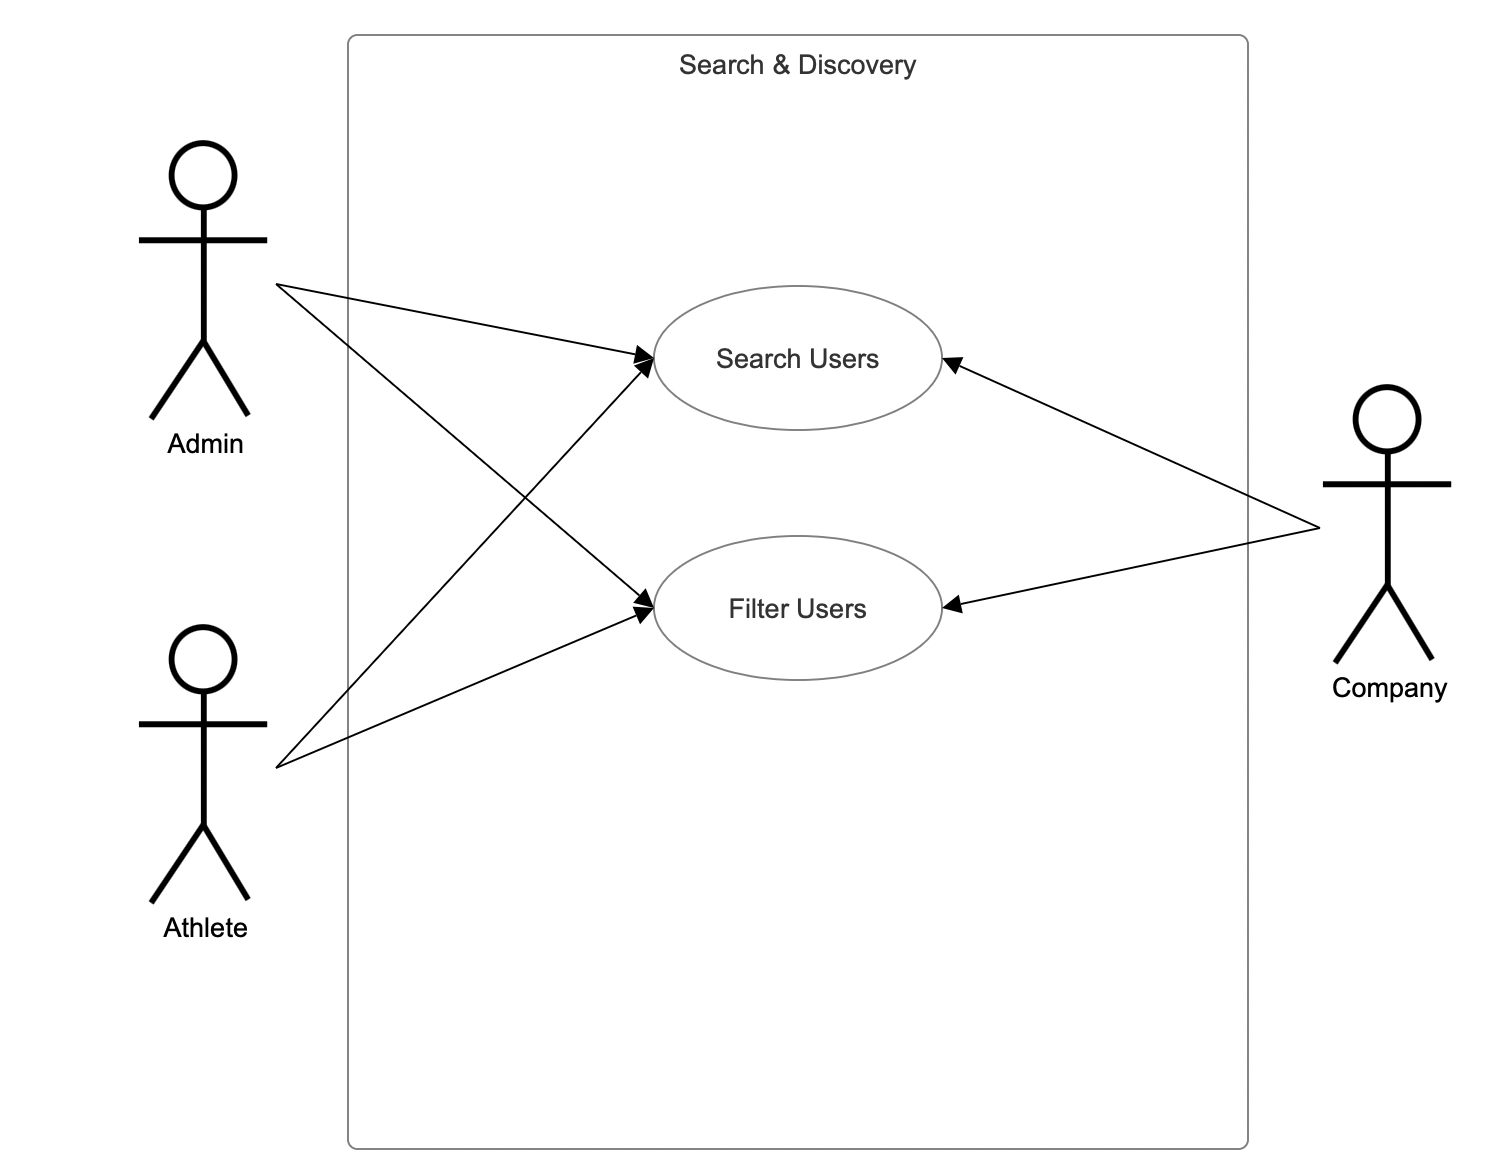 Search & Discovery
Admin
Search Users
Filter Users
Company
Athlete